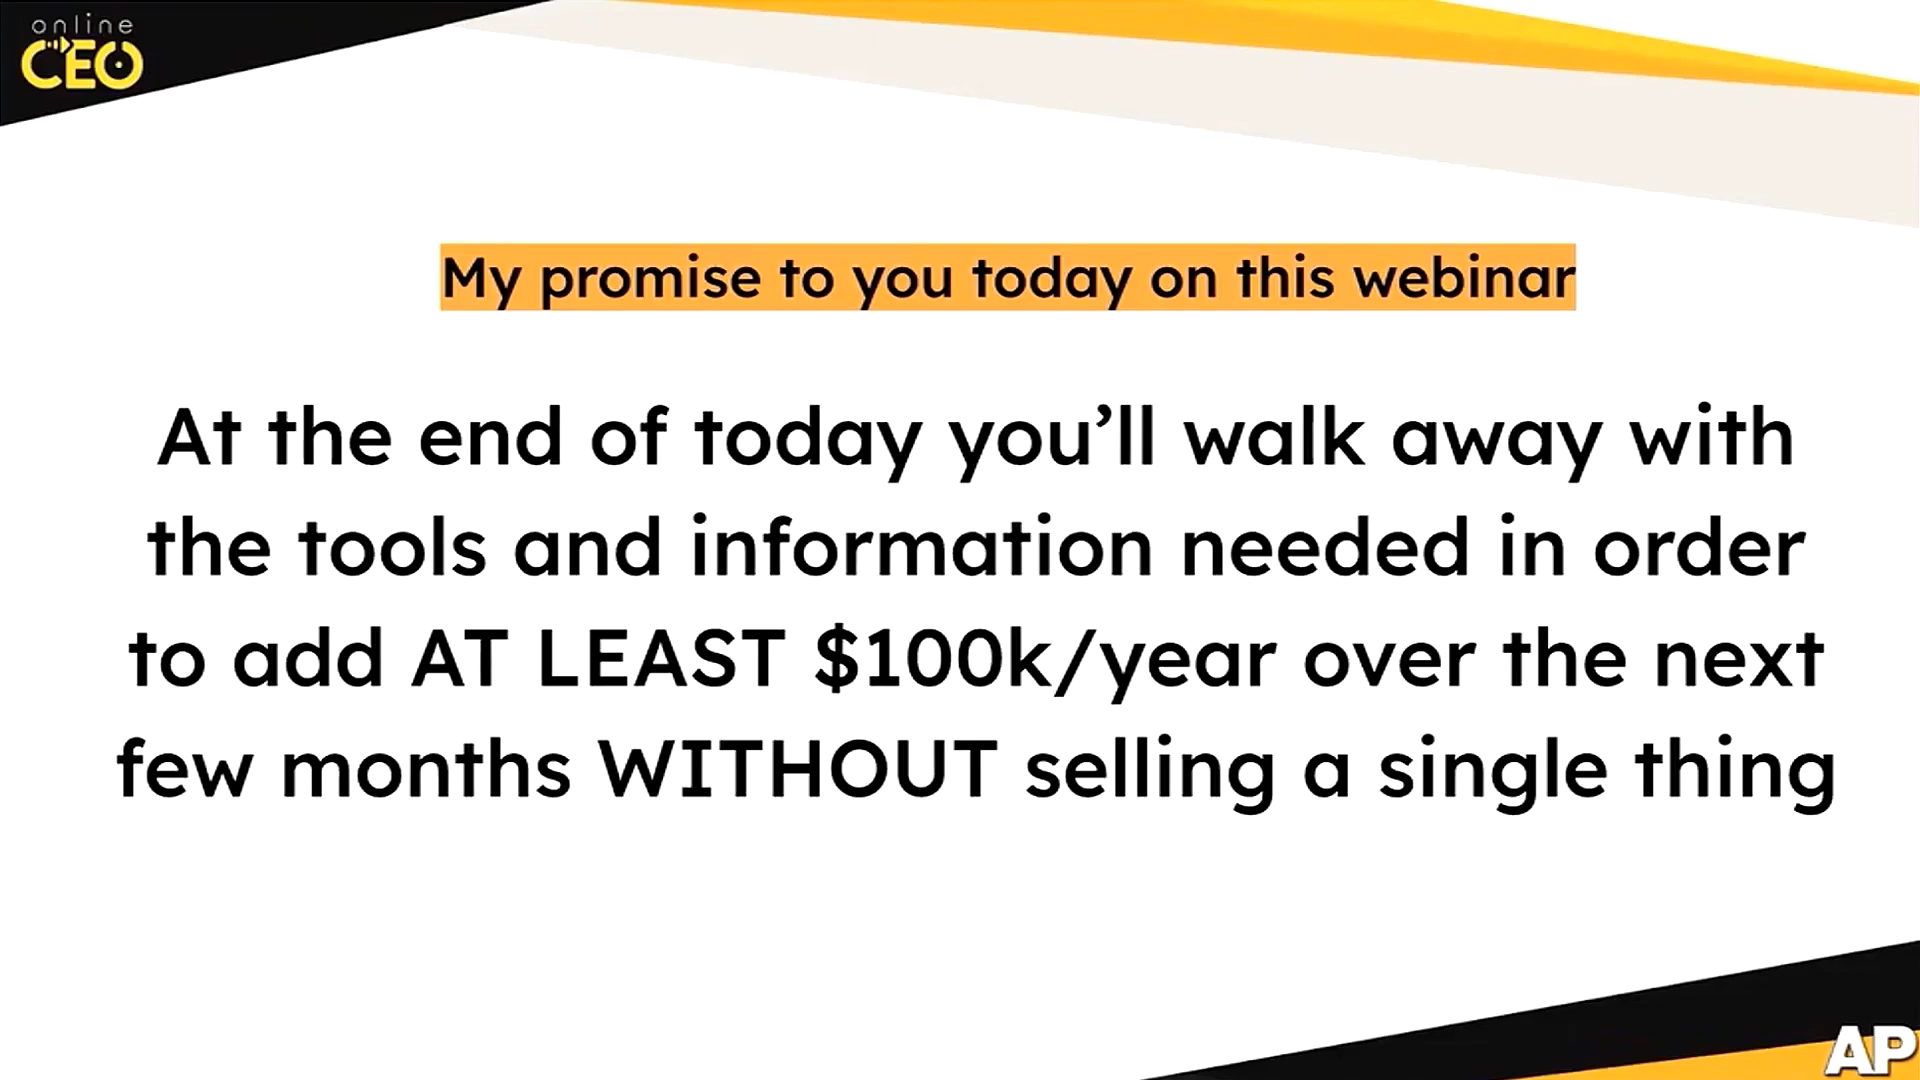 online
CEO
My promise to you today on this webinar
At the end of today you’ll walk away with
the tools and information needed in order
to add AT LEAST $100k/year over the next
few months WITHOUT selling a single thing
AP